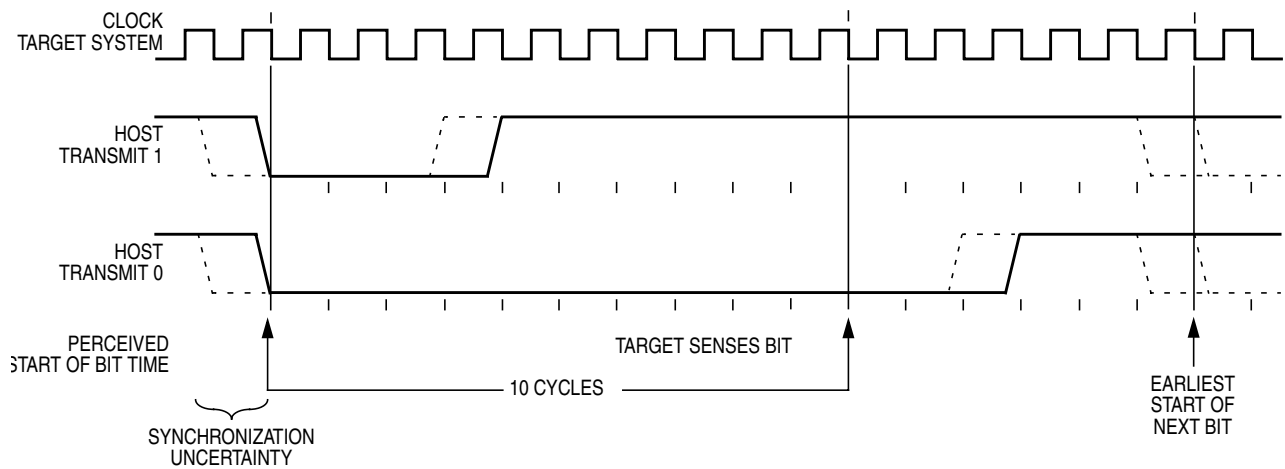 CLOCK
TARGET SYSTEM
HOST
TRANSMIT 1
HOST
TRANSMIT 0
PERCEIVED
START OF BIT TIME
TARGET SENSES BIT
10 CYCLES
EARLIEST
START OF
NEXT BIT
SYNCHRONIZATION
UNCERTAINTY